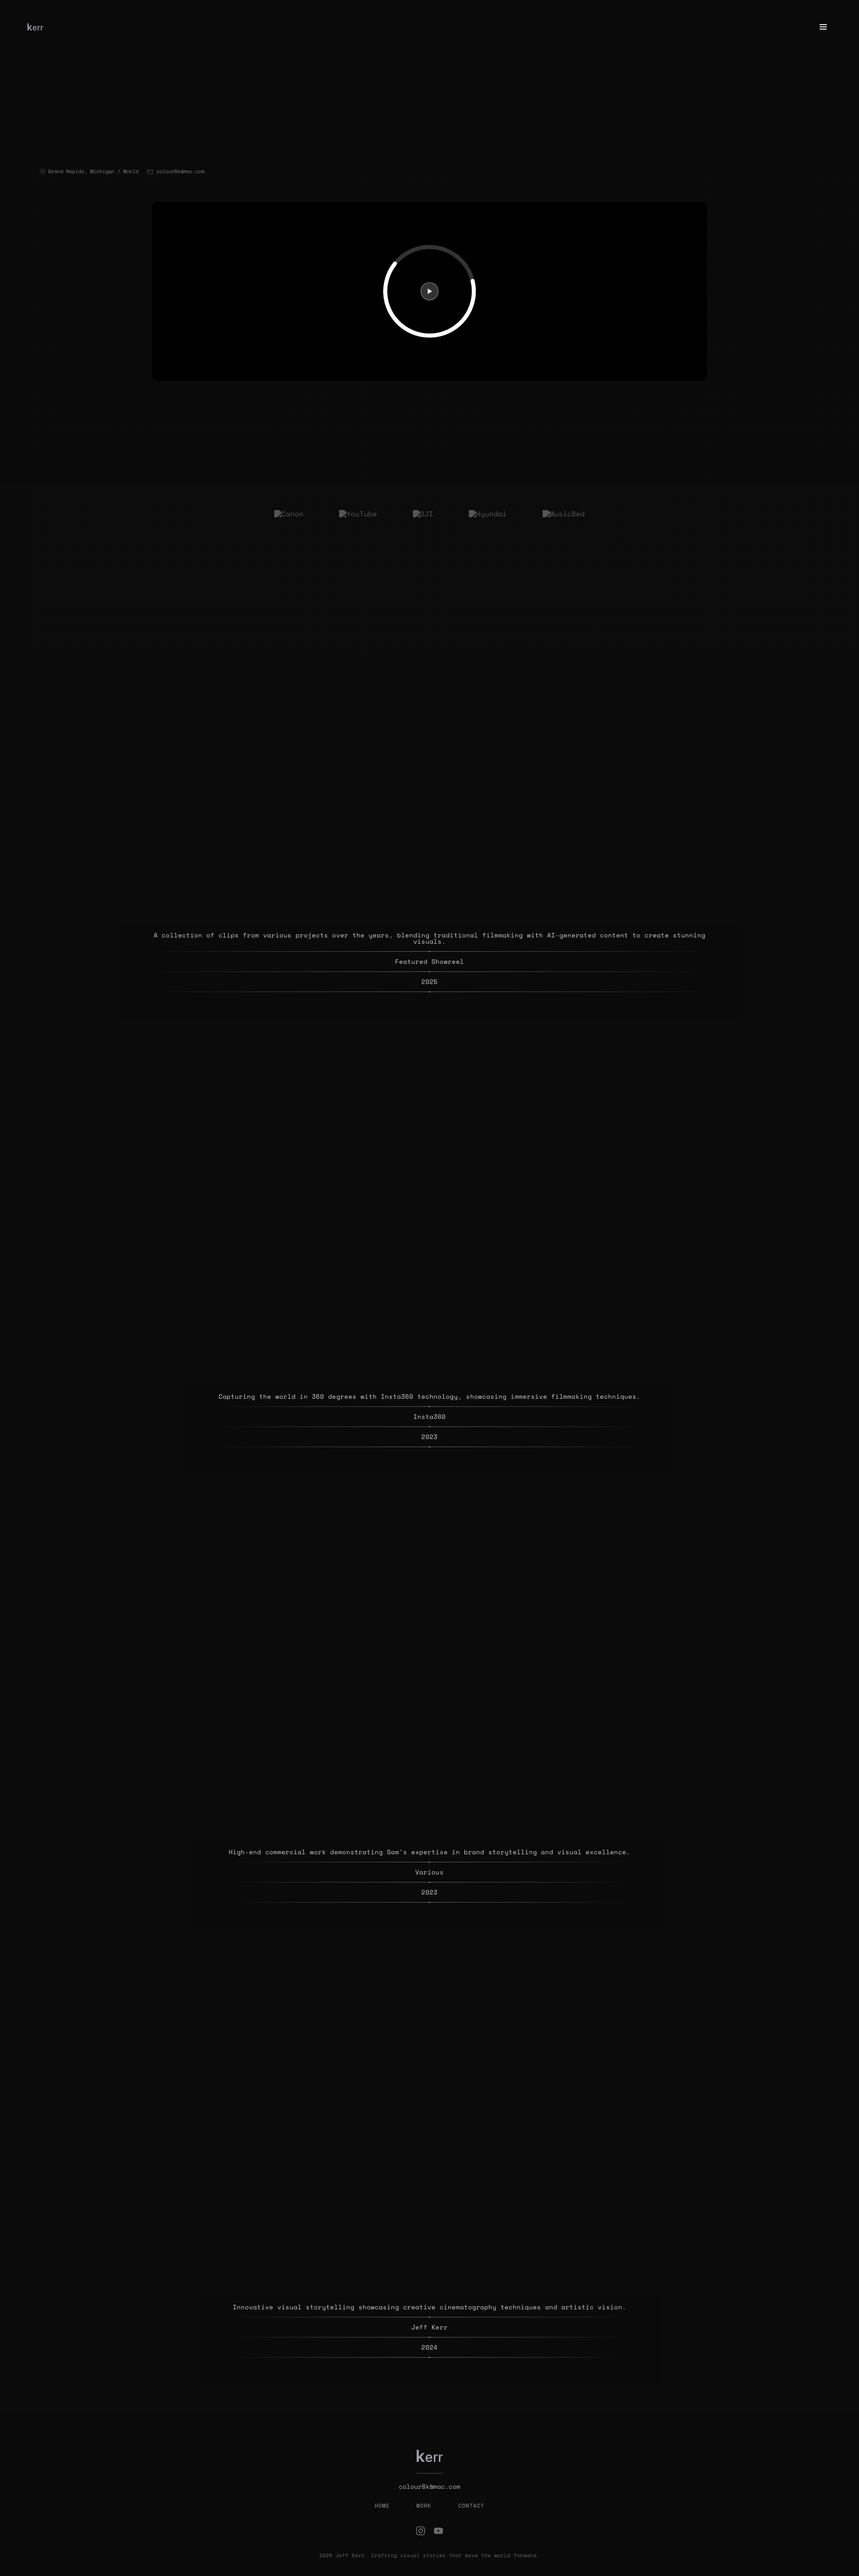 kerr
Grand Rapids, Michigan / World colour8k@mac.com
Canon YouTube DJI Hyundai MusicBed
A collection of clips from various projects over the years, blending traditional filmmaking with AI-generated content to create stunning
visuals.
Featured Showreel
2025
Capturing the world in 360 degrees with Insta360 technology, showcasing immersive filmmaking techniques.
Insta360
2023
High-end commercial work demonstrating Sam's expertise in brand storytelling and visual excellence.
Various
2023
Innovative visual storytelling showcasing creative cinematography techniques and artistic vision.
Jeff Kerr
2024
kerr
colour8k@mac.com
HOME WORK CONTACT
2025 Jeff Kerr. Crafting visual stories that move the world forward.